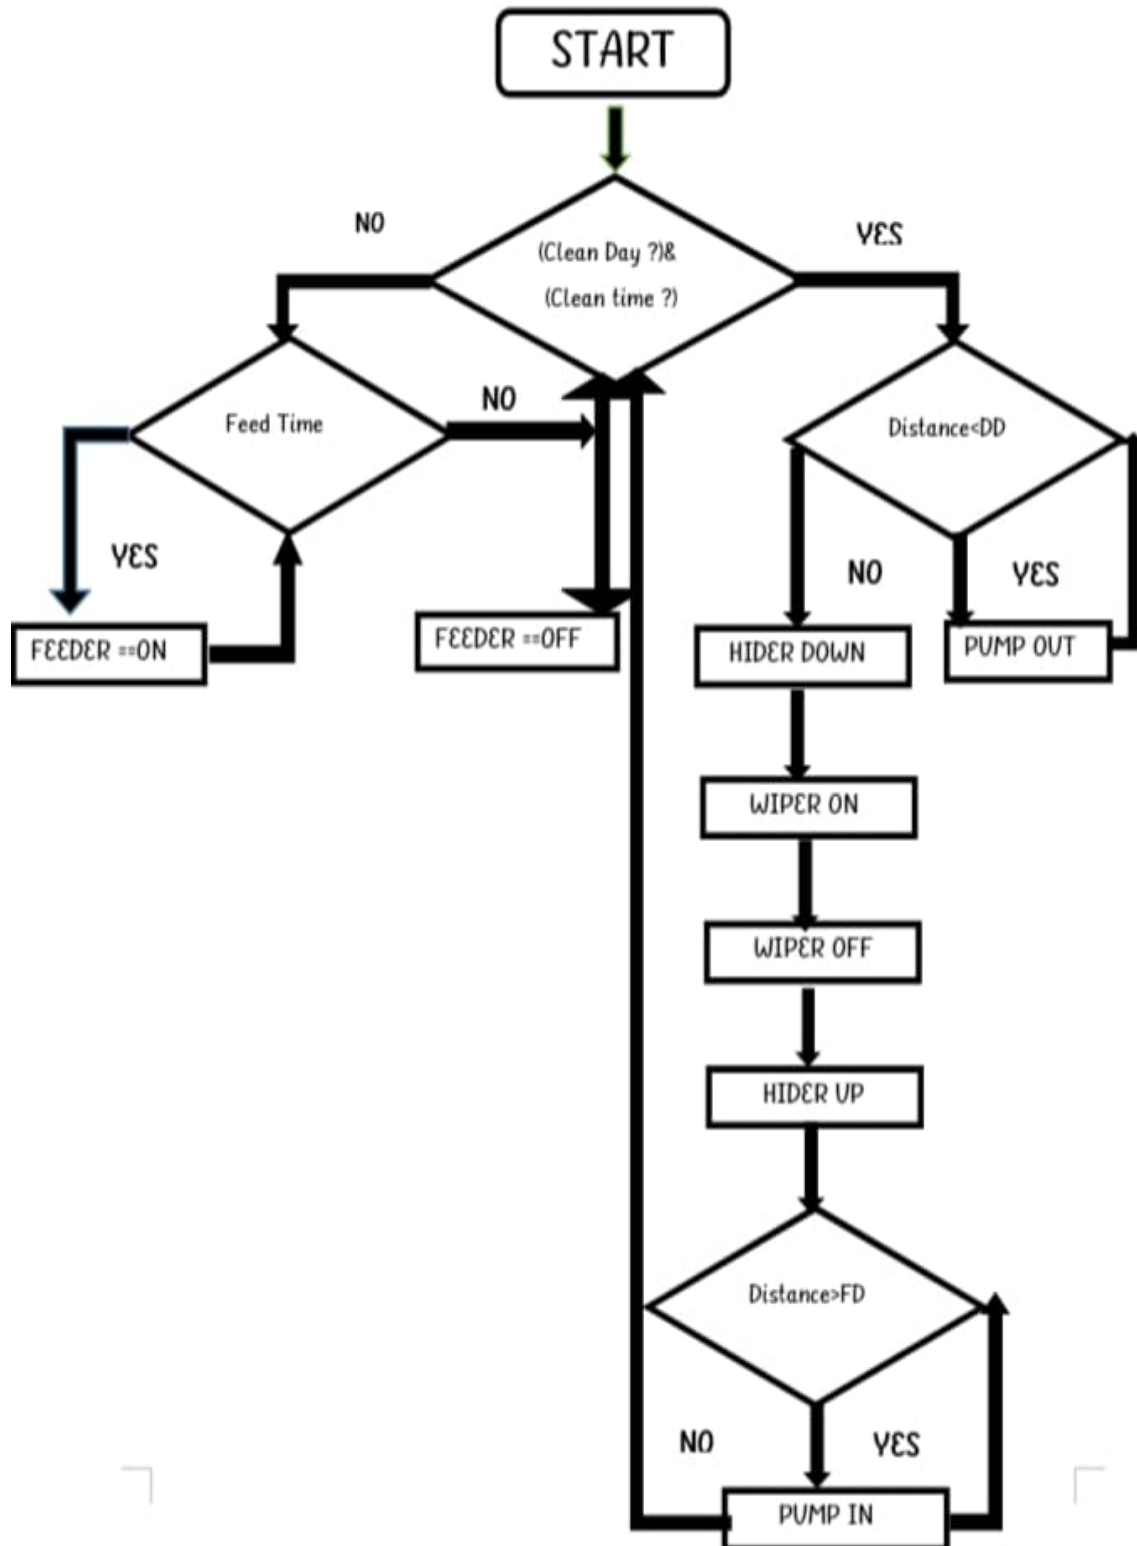 START
NO
YES
(Clean Day ?)&
(Clean time ?)
Feed Time
NO
Distance<DD
YES
NO
YES
FEEDER ==ON
FEEDER ==OFF
HIDER DOWN
PUMP OUT
WIPER ON
WIPER OFF
HIDER UP
Distance>FD
NO
YES
PUMP IN